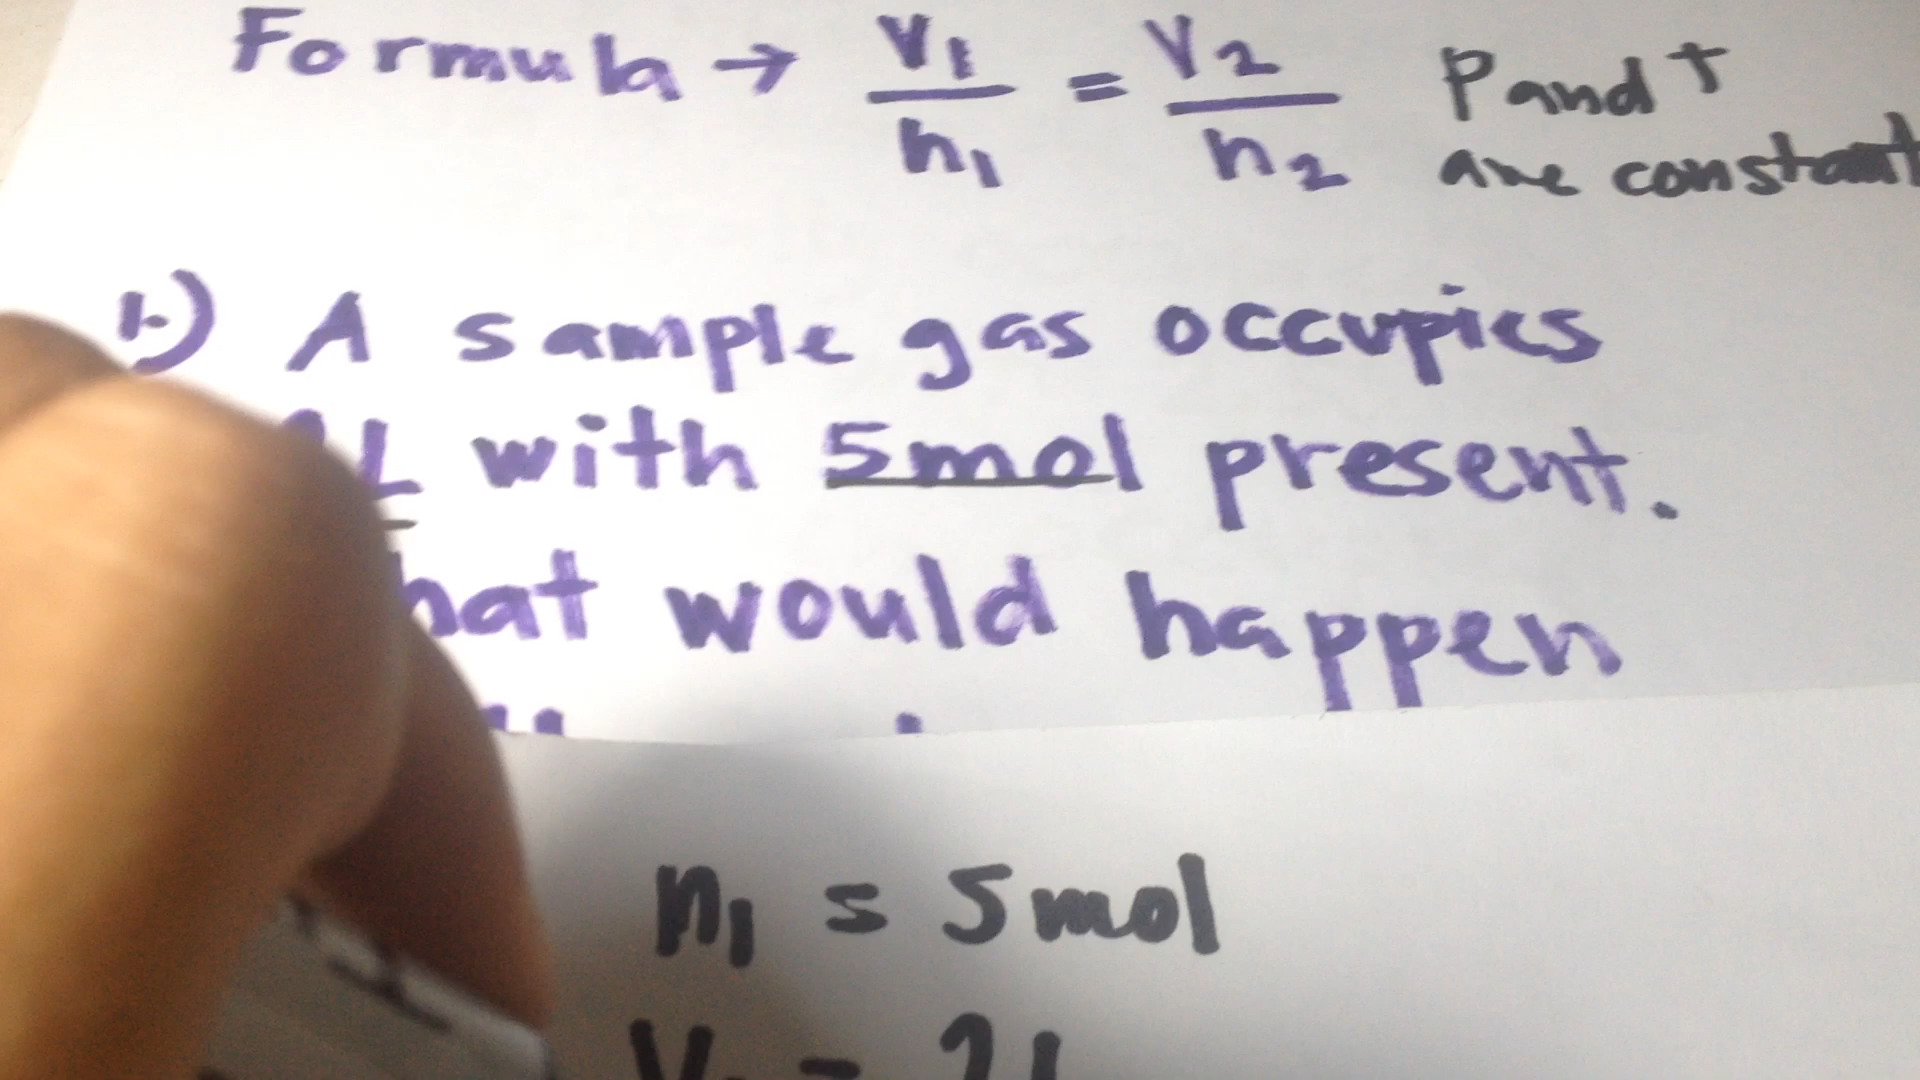 Formula → V1/n1 = V2/n2 P and T are constant
1.) A sample gas occupies
L with 5mol present.
hat would happen
n1 = 5mol